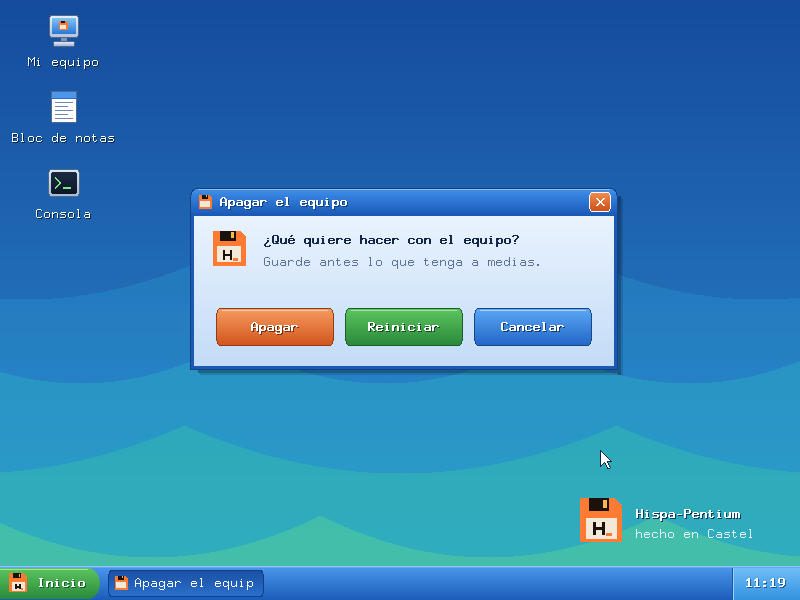 Mi equipo
Bloc de notas
Consola
Apagar el equipo
¿Qué quiere hacer con el equipo?
Guarde antes lo que tenga a medias.
Apagar
Reiniciar
Cancelar
H_
Hispa-Pentium
hecho en Castel
Inicio
Apagar el equip
11:19